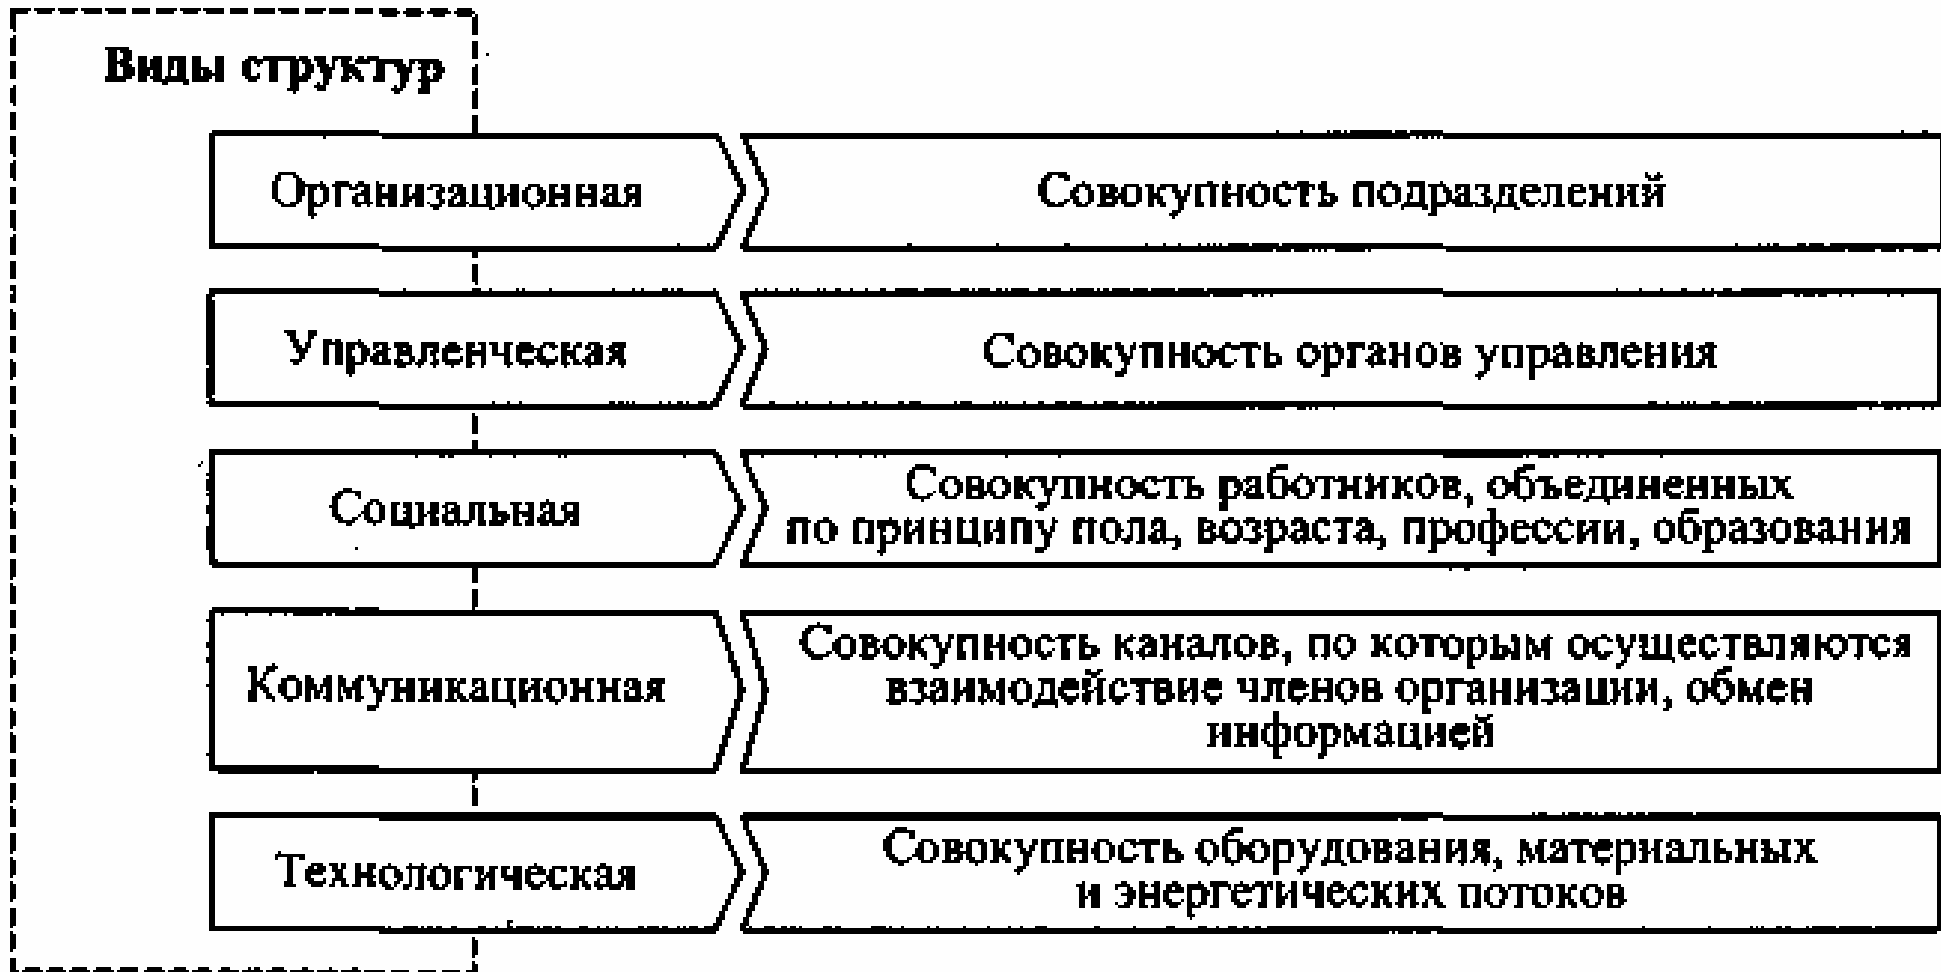 Виды структур
Организационная
Совокупность подразделений
Управленческая
Совокупность органов управления
Социальная
Совокупность работников, объединенных
по принципу пола, возраста, профессии, образования
Коммуникационная
Совокупность каналов, по которым осуществляются
взаимодействие членов организации, обмен
информацией
Технологическая
Совокупность оборудования, материальных
и энергетических потоков